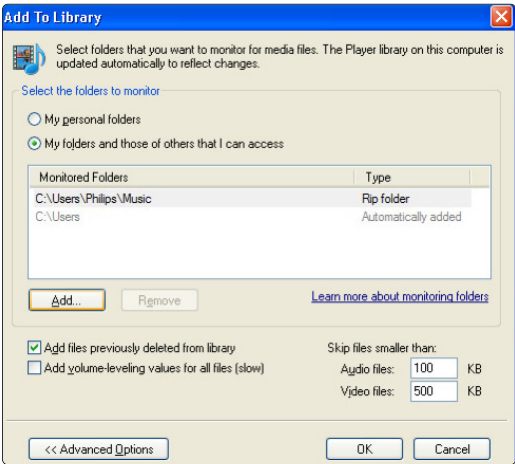 Add To Library
Select folders that you want to monitor for media files. The Player library on this computer is
updated automatically to reflect changes.
Select the folders to monitor
My personal folders
My folders and those of others that I can access
Monitored Folders Type
C:\Users\Philips\Music Rip folder
C:\Users Automatically added
Add... Remove Learn more about monitoring folders
Add files previously deleted from library Skip files smaller than:
Add volume-leveling values for all files (slow) Audio files: 100 KB
Video files: 500 KB
<< Advanced Options OK Cancel